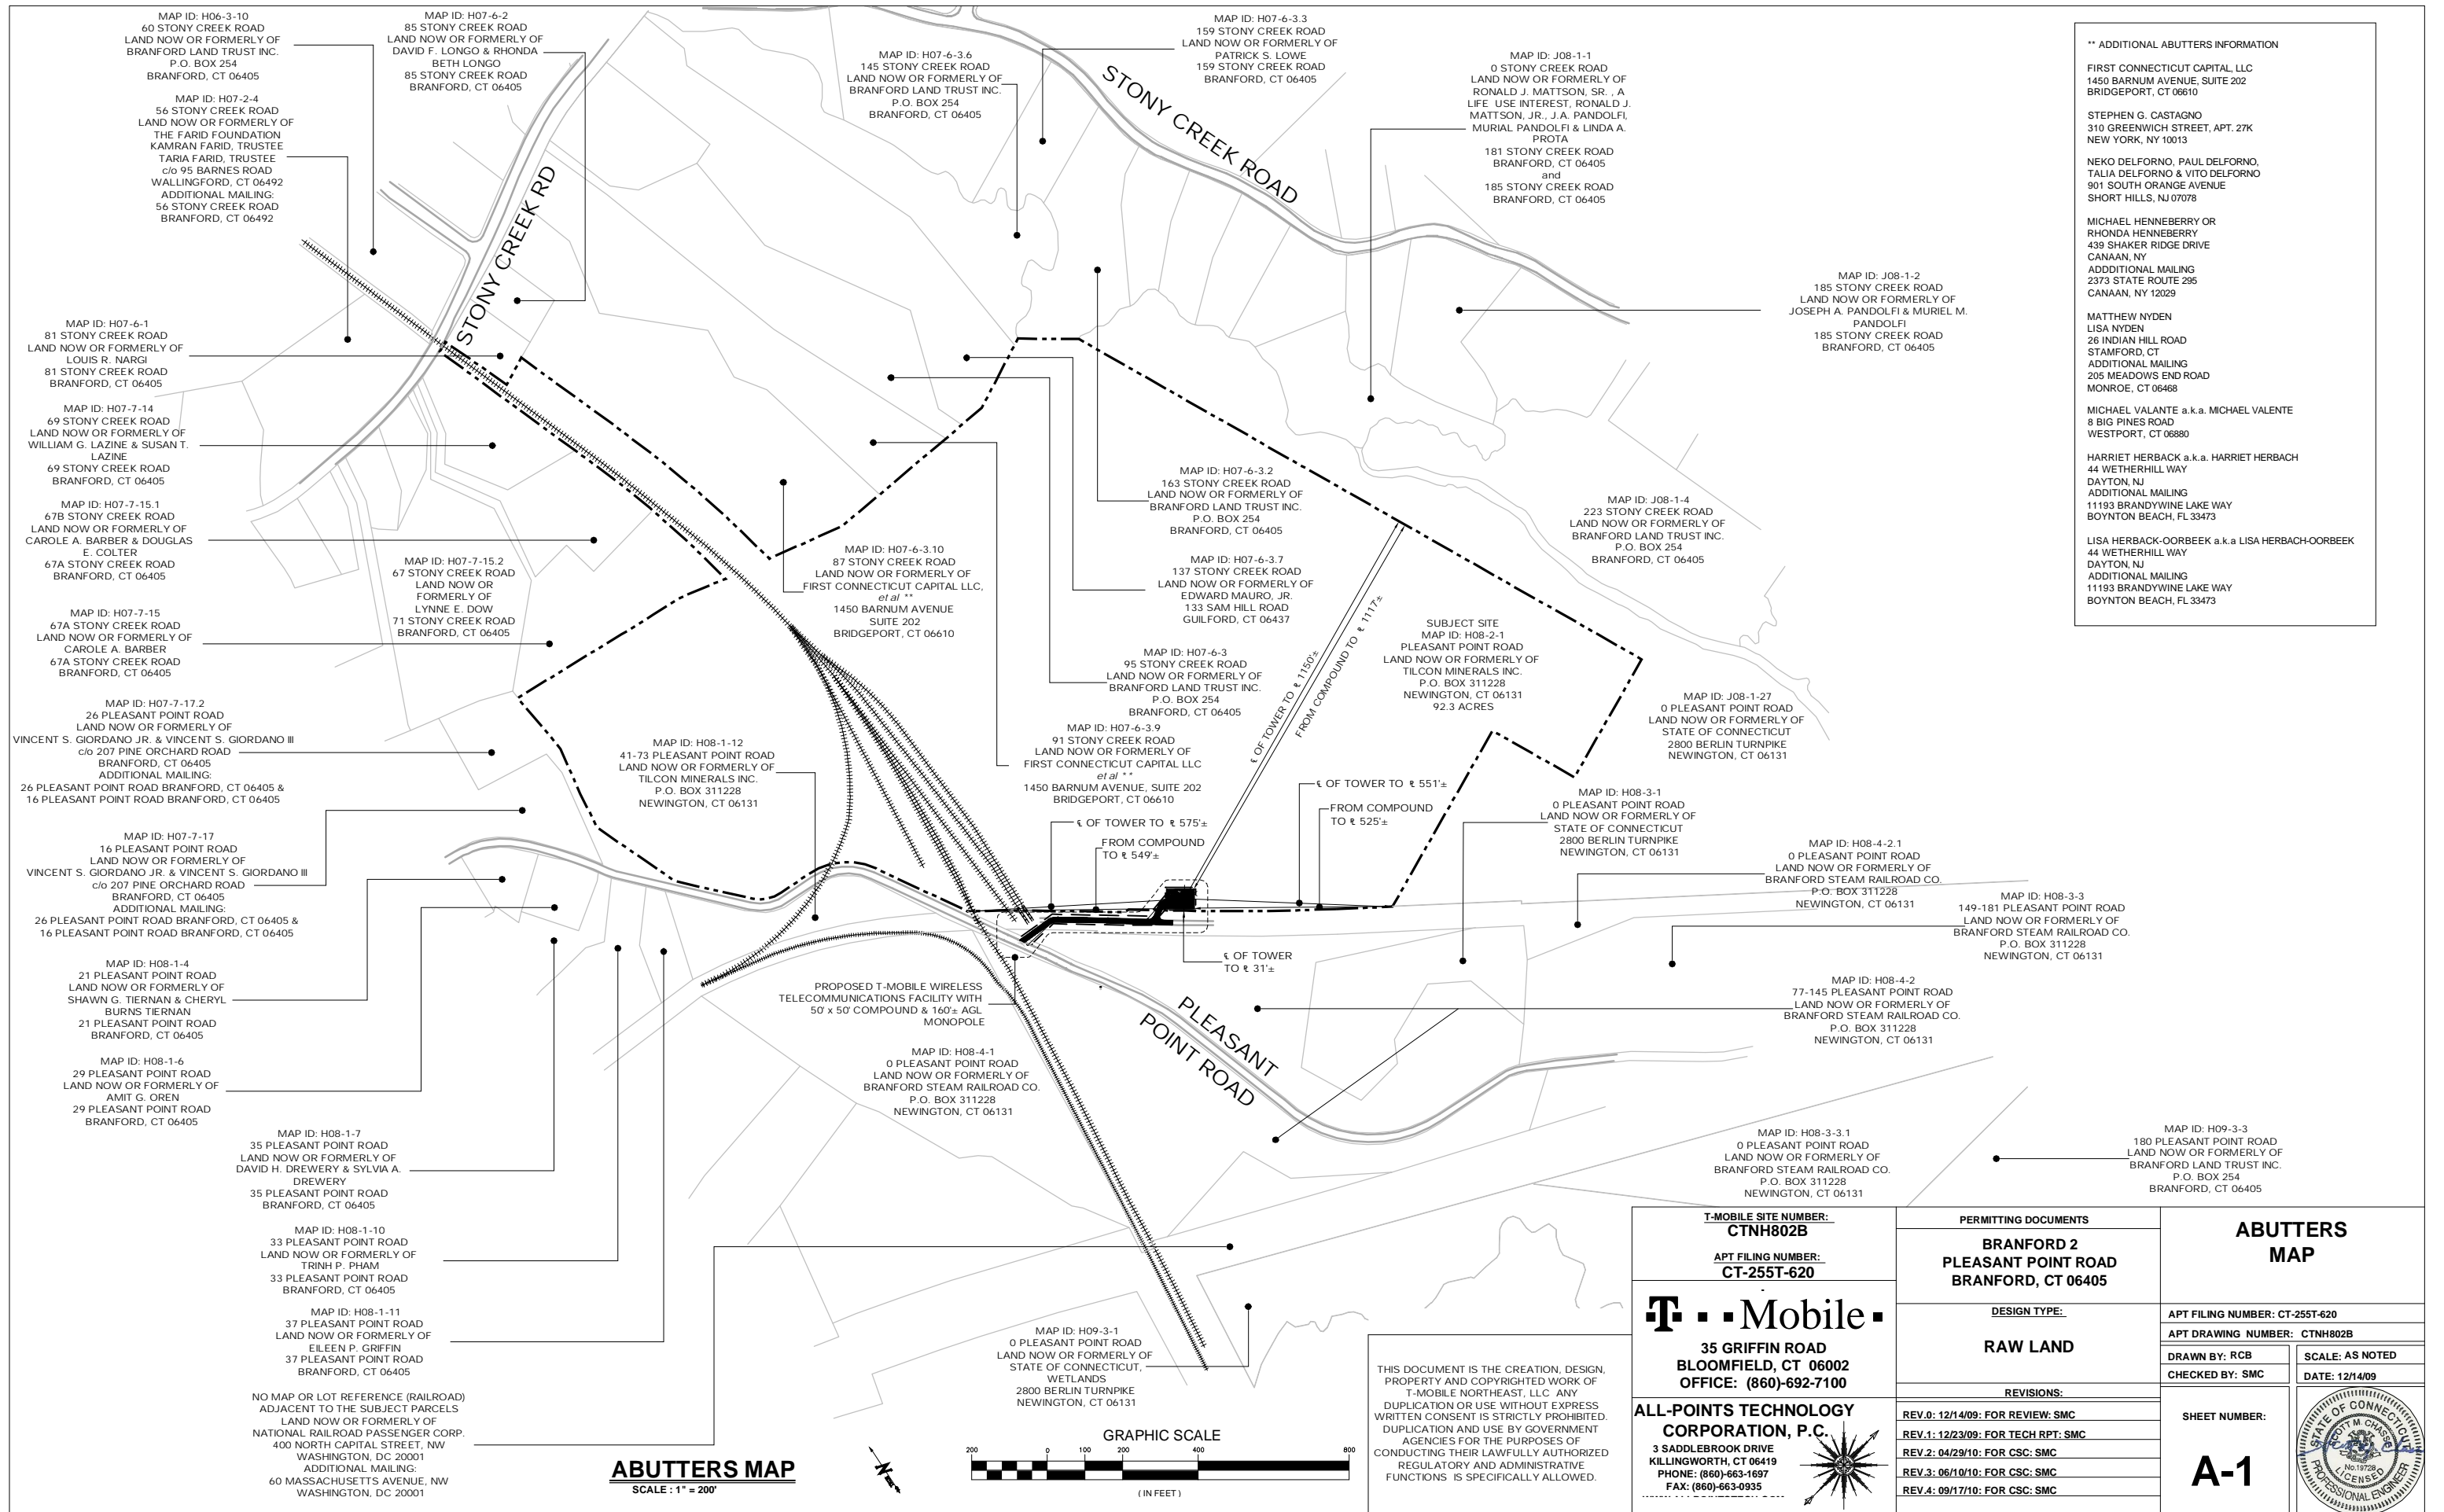 MAP ID: H06-3-10
60 STONY CREEK ROAD
LAND NOW OR FORMERLY OF
BRANFORD LAND TRUST INC.
P.O. BOX 254
BRANFORD, CT 06405
MAP ID: H07-6-2
85 STONY CREEK ROAD
LAND NOW OR FORMERLY OF
DAVID F. LONGO & RHONDA
BETH LONGO
85 STONY CREEK ROAD
BRANFORD, CT 06405
MAP ID: H07-6-3.6
145 STONY CREEK ROAD
LAND NOW OR FORMERLY OF
BRANFORD LAND TRUST INC.
P.O. BOX 254
BRANFORD, CT 06405
MAP ID: H07-6-3.3
159 STONY CREEK ROAD
LAND NOW OR FORMERLY OF
PATRICK S. LOWE
159 STONY CREEK ROAD
BRANFORD, CT 06405
MAP ID: J08-1-1
0 STONY CREEK ROAD
LAND NOW OR FORMERLY OF
RONALD J. MATTSON, SR. , A
LIFE USE INTEREST, RONALD J.
MATTSON, JR., J.A. PANDOLFI,
MURIAL PANDOLFI & LINDA A.
PROTA
181 STONY CREEK ROAD
BRANFORD, CT 06405
and
185 STONY CREEK ROAD
BRANFORD, CT 06405
** ADDITIONAL ABUTTERS INFORMATION
FIRST CONNECTICUT CAPITAL, LLC
1450 BARNUM AVENUE, SUITE 202
BRIDGEPORT, CT 06610
STEPHEN G. CASTAGNO
310 GREENWICH STREET, APT. 27K
NEW YORK, NY 10013
NEKO DELFORNO, PAUL DELFORNO,
TALIA DELFORNO & VITO DELFORNO
901 SOUTH ORANGE AVENUE
SHORT HILLS, NJ 07078
MICHAEL HENNEBERRY OR
RHONDA HENNEBERRY
439 SHAKER RIDGE DRIVE
CANAAN, NY
ADDDITIONAL MAILING
2373 STATE ROUTE 295
CANAAN, NY 12029
MATTHEW NYDEN
LISA NYDEN
26 INDIAN HILL ROAD
STAMFORD, CT
ADDITIONAL MAILING
205 MEADOWS END ROAD
MONROE, CT 06468
MICHAEL VALANTE a.k.a. MICHAEL VALENTE
8 BIG PINES ROAD
WESTPORT, CT 06880
HARRIET HERBACK a.k.a. HARRIET HERBACH
44 WETHERHILL WAY
DAYTON, NJ
ADDITIONAL MAILING
11193 BRANDYWINE LAKE WAY
BOYNTON BEACH, FL 33473
LISA HERBACK-OORBEEK a.k.a LISA HERBACH-OORBEEK
44 WETHERHILL WAY
DAYTON, NJ
ADDITIONAL MAILING
11193 BRANDYWINE LAKE WAY
BOYNTON BEACH, FL 33473
MAP ID: H07-2-4
56 STONY CREEK ROAD
LAND NOW OR FORMERLY OF
THE FARID FOUNDATION
KAMRAN FARID, TRUSTEE
TARIA FARID, TRUSTEE
c/o 95 BARNES ROAD
WALLINGFORD, CT 06492
ADDITIONAL MAILING:
56 STONY CREEK ROAD
BRANFORD, CT 06492
STONY CREEK RD
STONY CREEK ROAD
MAP ID: J08-1-2
185 STONY CREEK ROAD
LAND NOW OR FORMERLY OF
JOSEPH A. PANDOLFI & MURIEL M.
PANDOLFI
185 STONY CREEK ROAD
BRANFORD, CT 06405
MAP ID: H07-6-1
81 STONY CREEK ROAD
LAND NOW OR FORMERLY OF
LOUIS R. NARGI
81 STONY CREEK ROAD
BRANFORD, CT 06405
MAP ID: H07-7-14
69 STONY CREEK ROAD
LAND NOW OR FORMERLY OF
WILLIAM G. LAZINE & SUSAN T.
LAZINE
69 STONY CREEK ROAD
BRANFORD, CT 06405
MAP ID: H07-7-15.1
67B STONY CREEK ROAD
LAND NOW OR FORMERLY OF
CAROLE A. BARBER & DOUGLAS
E. COLTER
67A STONY CREEK ROAD
BRANFORD, CT 06405
MAP ID: H07-7-15.2
67 STONY CREEK ROAD
LAND NOW OR
FORMERLY OF
LYNNE E. DOW
71 STONY CREEK ROAD
BRANFORD, CT 06405
MAP ID: H07-7-15
67A STONY CREEK ROAD
LAND NOW OR FORMERLY OF
CAROLE A. BARBER
67A STONY CREEK ROAD
BRANFORD, CT 06405
MAP ID: H07-6-3.10
87 STONY CREEK ROAD
LAND NOW OR FORMERLY OF
FIRST CONNECTICUT CAPITAL LLC,
et al **
1450 BARNUM AVENUE
SUITE 202
BRIDGEPORT, CT 06610
MAP ID: H07-6-3.2
163 STONY CREEK ROAD
LAND NOW OR FORMERLY OF
BRANFORD LAND TRUST INC.
P.O. BOX 254
BRANFORD, CT 06405
MAP ID: H07-6-3.7
137 STONY CREEK ROAD
LAND NOW OR FORMERLY OF
EDWARD MAURO, JR.
133 SAM HILL ROAD
GUILFORD, CT 06437
MAP ID: H07-6-3
95 STONY CREEK ROAD
LAND NOW OR FORMERLY OF
BRANFORD LAND TRUST INC.
P.O. BOX 254
BRANFORD, CT 06405
MAP ID: H07-6-3.9
91 STONY CREEK ROAD
LAND NOW OR FORMERLY OF
FIRST CONNECTICUT CAPITAL LLC
et al **
1450 BARNUM AVENUE, SUITE 202
BRIDGEPORT, CT 06610
MAP ID: J08-1-4
223 STONY CREEK ROAD
LAND NOW OR FORMERLY OF
BRANFORD LAND TRUST INC.
P.O. BOX 254
BRANFORD, CT 06405
SUBJECT SITE
MAP ID: H08-2-1
PLEASANT POINT ROAD
LAND NOW OR FORMERLY OF
TILCON MINERALS INC.
P.O. BOX 311228
NEWINGTON, CT 06131
92.3 ACRES
℄ OF TOWER TO ⅊ 1150'±
FROM COMPOUND TO ⅊ 1117'±
MAP ID: J08-1-27
0 PLEASANT POINT ROAD
LAND NOW OR FORMERLY OF
STATE OF CONNECTICUT
2800 BERLIN TURNPIKE
NEWINGTON, CT 06131
MAP ID: H07-7-17.2
26 PLEASANT POINT ROAD
LAND NOW OR FORMERLY OF
VINCENT S. GIORDANO JR. & VINCENT S. GIORDANO III
c/o 207 PINE ORCHARD ROAD
BRANFORD, CT 06405
ADDITIONAL MAILING:
26 PLEASANT POINT ROAD BRANFORD, CT 06405 &
16 PLEASANT POINT ROAD BRANFORD, CT 06405
MAP ID: H08-1-12
41-73 PLEASANT POINT ROAD
LAND NOW OR FORMERLY OF
TILCON MINERALS INC.
P.O. BOX 311228
NEWINGTON, CT 06131
℄ OF TOWER TO ⅊ 575'±
FROM COMPOUND
TO ⅊ 549'±
℄ OF TOWER TO ⅊ 551'±
FROM COMPOUND
TO ⅊ 525'±
℄ OF TOWER
TO ⅊ 31'±
MAP ID: H08-3-1
0 PLEASANT POINT ROAD
LAND NOW OR FORMERLY OF
STATE OF CONNECTICUT
2800 BERLIN TURNPIKE
NEWINGTON, CT 06131
MAP ID: H08-4-2.1
0 PLEASANT POINT ROAD
LAND NOW OR FORMERLY OF
BRANFORD STEAM RAILROAD CO.
P.O. BOX 311228
NEWINGTON, CT 06131
MAP ID: H08-3-3
149-181 PLEASANT POINT ROAD
LAND NOW OR FORMERLY OF
BRANFORD STEAM RAILROAD CO.
P.O. BOX 311228
NEWINGTON, CT 06131
MAP ID: H07-7-17
16 PLEASANT POINT ROAD
LAND NOW OR FORMERLY OF
VINCENT S. GIORDANO JR. & VINCENT S. GIORDANO III
c/o 207 PINE ORCHARD ROAD
BRANFORD, CT 06405
ADDITIONAL MAILING:
26 PLEASANT POINT ROAD BRANFORD, CT 06405 &
16 PLEASANT POINT ROAD BRANFORD, CT 06405
MAP ID: H08-1-4
21 PLEASANT POINT ROAD
LAND NOW OR FORMERLY OF
SHAWN G. TIERNAN & CHERYL
BURNS TIERNAN
21 PLEASANT POINT ROAD
BRANFORD, CT 06405
PROPOSED T-MOBILE WIRELESS
TELECOMMUNICATIONS FACILITY WITH
50' x 50' COMPOUND & 160'± AGL
MONOPOLE
PLEASANT
POINT ROAD
MAP ID: H08-4-2
77-145 PLEASANT POINT ROAD
LAND NOW OR FORMERLY OF
BRANFORD STEAM RAILROAD CO.
P.O. BOX 311228
NEWINGTON, CT 06131
MAP ID: H08-1-6
29 PLEASANT POINT ROAD
LAND NOW OR FORMERLY OF
AMIT G. OREN
29 PLEASANT POINT ROAD
BRANFORD, CT 06405
MAP ID: H08-4-1
0 PLEASANT POINT ROAD
LAND NOW OR FORMERLY OF
BRANFORD STEAM RAILROAD CO.
P.O. BOX 311228
NEWINGTON, CT 06131
MAP ID: H08-1-7
35 PLEASANT POINT ROAD
LAND NOW OR FORMERLY OF
DAVID H. DREWERY & SYLVIA A.
DREWERY
35 PLEASANT POINT ROAD
BRANFORD, CT 06405
MAP ID: H08-3-3.1
0 PLEASANT POINT ROAD
LAND NOW OR FORMERLY OF
BRANFORD STEAM RAILROAD CO.
P.O. BOX 311228
NEWINGTON, CT 06131
MAP ID: H09-3-3
180 PLEASANT POINT ROAD
LAND NOW OR FORMERLY OF
BRANFORD LAND TRUST INC.
P.O. BOX 254
BRANFORD, CT 06405
MAP ID: H08-1-10
33 PLEASANT POINT ROAD
LAND NOW OR FORMERLY OF
TRINH P. PHAM
33 PLEASANT POINT ROAD
BRANFORD, CT 06405
MAP ID: H08-1-11
37 PLEASANT POINT ROAD
LAND NOW OR FORMERLY OF
EILEEN P. GRIFFIN
37 PLEASANT POINT ROAD
BRANFORD, CT 06405
NO MAP OR LOT REFERENCE (RAILROAD)
ADJACENT TO THE SUBJECT PARCELS
LAND NOW OR FORMERLY OF
NATIONAL RAILROAD PASSENGER CORP.
400 NORTH CAPITAL STREET, NW
WASHINGTON, DC 20001
ADDITIONAL MAILING:
60 MASSACHUSETTS AVENUE, NW
WASHINGTON, DC 20001
MAP ID: H09-3-1
0 PLEASANT POINT ROAD
LAND NOW OR FORMERLY OF
STATE OF CONNECTICUT,
WETLANDS
2800 BERLIN TURNPIKE
NEWINGTON, CT 06131
ABUTTERS MAP
SCALE : 1" = 200'
N
GRAPHIC SCALE
200 0 100 200 400 800
( IN FEET )
THIS DOCUMENT IS THE CREATION, DESIGN,
PROPERTY AND COPYRIGHTED WORK OF
T-MOBILE NORTHEAST, LLC ANY
DUPLICATION OR USE WITHOUT EXPRESS
WRITTEN CONSENT IS STRICTLY PROHIBITED.
DUPLICATION AND USE BY GOVERNMENT
AGENCIES FOR THE PURPOSES OF
CONDUCTING THEIR LAWFULLY AUTHORIZED
REGULATORY AND ADMINISTRATIVE
FUNCTIONS IS SPECIFICALLY ALLOWED.
T-MOBILE SITE NUMBER:
CTNH802B
APT FILING NUMBER:
CT-255T-620
T Mobile
35 GRIFFIN ROAD
BLOOMFIELD, CT 06002
OFFICE: (860)-692-7100
ALL-POINTS TECHNOLOGY
CORPORATION, P.C.
3 SADDLEBROOK DRIVE
KILLINGWORTH, CT 06419
PHONE: (860)-663-1697
FAX: (860)-663-0935
PERMITTING DOCUMENTS
BRANFORD 2
PLEASANT POINT ROAD
BRANFORD, CT 06405
DESIGN TYPE:
RAW LAND
REVISIONS:
REV.0: 12/14/09: FOR REVIEW: SMC
REV.1: 12/23/09: FOR TECH RPT: SMC
REV.2: 04/29/10: FOR CSC: SMC
REV.3: 06/10/10: FOR CSC: SMC
REV.4: 09/17/10: FOR CSC: SMC
ABUTTERS
MAP
APT FILING NUMBER: CT-255T-620
APT DRAWING NUMBER: CTNH802B
DRAWN BY: RCB
SCALE: AS NOTED
CHECKED BY: SMC
DATE: 12/14/09
SHEET NUMBER:
A-1
STATE OF CONNECTICUT
SCOTT M. CHASSE
No.19728
LICENSED
PROFESSIONAL ENGINEER